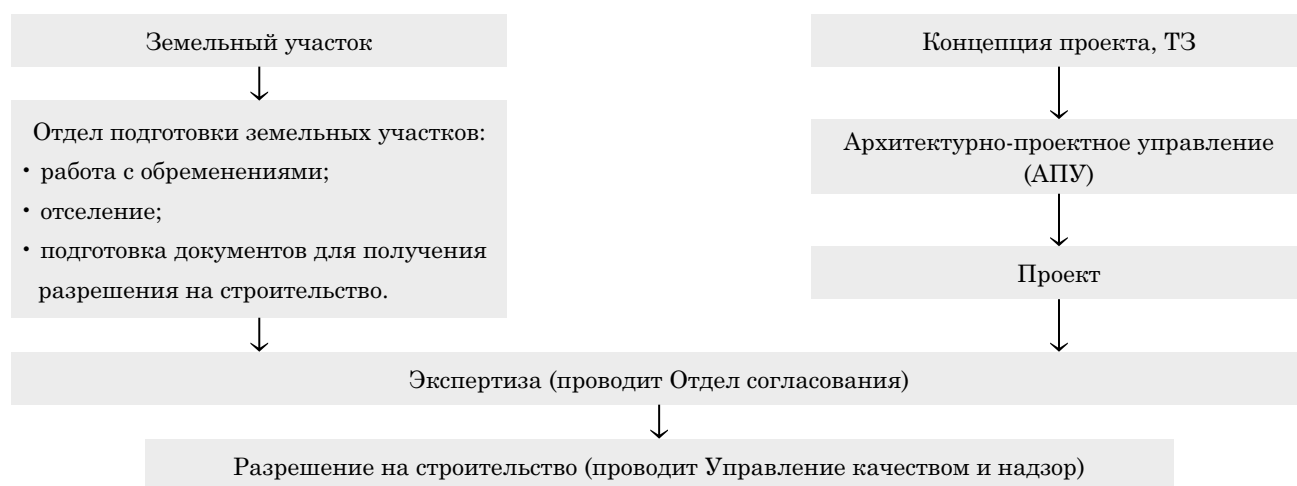 Земельный участок
Отдел подготовки земельных участков:
• работа с обременениями;
• отселение;
• подготовка документов для получения
разрешения на строительство.
Концепция проекта, ТЗ
Архитектурно-проектное управление
(АПУ)
Проект
Экспертиза (проводит Отдел согласования)
Разрешение на строительство (проводит Управление качеством и надзор)